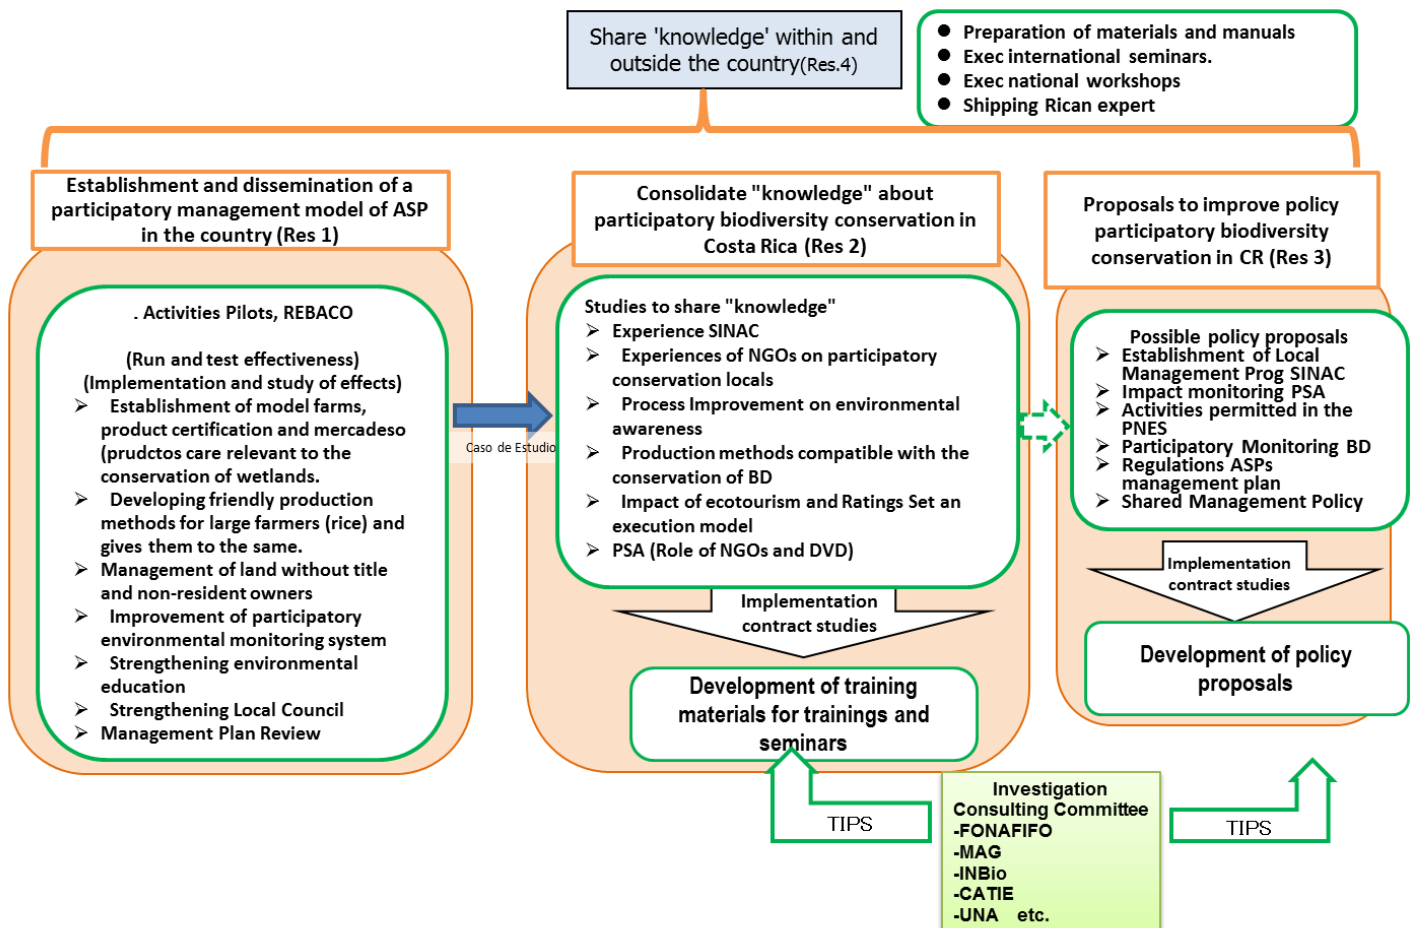 Share 'knowledge' within and
outside the country(Res.4)
● Preparation of materials and manuals
● Exec international seminars.
● Exec national workshops
● Shipping Rican expert
Establishment and dissemination of a
participatory management model of ASP
in the country (Res 1)
. Activities Pilots, REBACO
(Run and test effectiveness)
(Implementation and study of effects)
➢ Establishment of model farms,
product certification and mercadeso
(prudctos care relevant to the
conservation of wetlands.
➢ Developing friendly production
methods for large farmers (rice) and
gives them to the same.
➢ Management of land without title
and non-resident owners
➢ Improvement of participatory
environmental monitoring system
➢ Strengthening environmental
education
➢ Strengthening Local Council
➢ Management Plan Review
Caso de Estudio
Consolidate "knowledge" about
participatory biodiversity conservation in
Costa Rica (Res 2)
Studies to share "knowledge"
➢ Experience SINAC
➢ Experiences of NGOs on participatory
conservation locals
➢ Process Improvement on environmental
awareness
➢ Production methods compatible with the
conservation of BD
➢ Impact of ecotourism and Ratings Set an
execution model
➢ PSA (Role of NGOs and DVD)
Implementation
contract studies
Development of training
materials for trainings and
seminars
Proposals to improve policy
participatory biodiversity
conservation in CR (Res 3)
Possible policy proposals
➢ Establishment of Local
Management Prog SINAC
➢ Impact monitoring PSA
➢ Activities permitted in the
PNES
➢ Participatory Monitoring BD
➢ Regulations ASPs
management plan
➢ Shared Management Policy
Implementation
contract studies
Development of policy
proposals
TIPS
Investigation
Consulting Committee
-FONAFIFO
-MAG
-INBio
-CATIE
-UNA etc.
TIPS